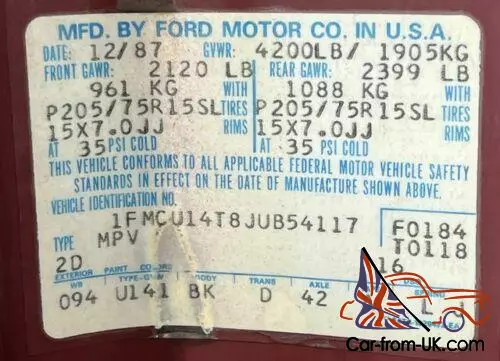 MFD. BY FORD MOTOR CO. IN U.S.A.
DATE: 12/87 GVWR: 4200LB/ 1905KG
FRONT GAWR: 2120 LB REAR GAWR: 2399 LB
961 KG WITH 1088 KG WITH
P205/75R15SL TIRES P205/75R15SL TIRES
15X7.0JJ RIMS 15X7.0JJ RIMS
AT 35 PSI COLD AT 35 PSI COLD
THIS VEHICLE CONFORMS TO ALL APPLICABLE FEDERAL MOTOR VEHICLE SAFETY
STANDARDS IN EFFECT ON THE DATE OF MANUFACTURE SHOWN ABOVE.
VEHICLE IDENTIFICATION NO.
1FMCU14T8JUB54117 F0184
TYPE MPV T0118
2D 16
EXTERIOR PAINT COLORS
WB TYPE-GVW BODY TRANS AXLE
094 U141 BK D 42 L J
Car-from-UK.com